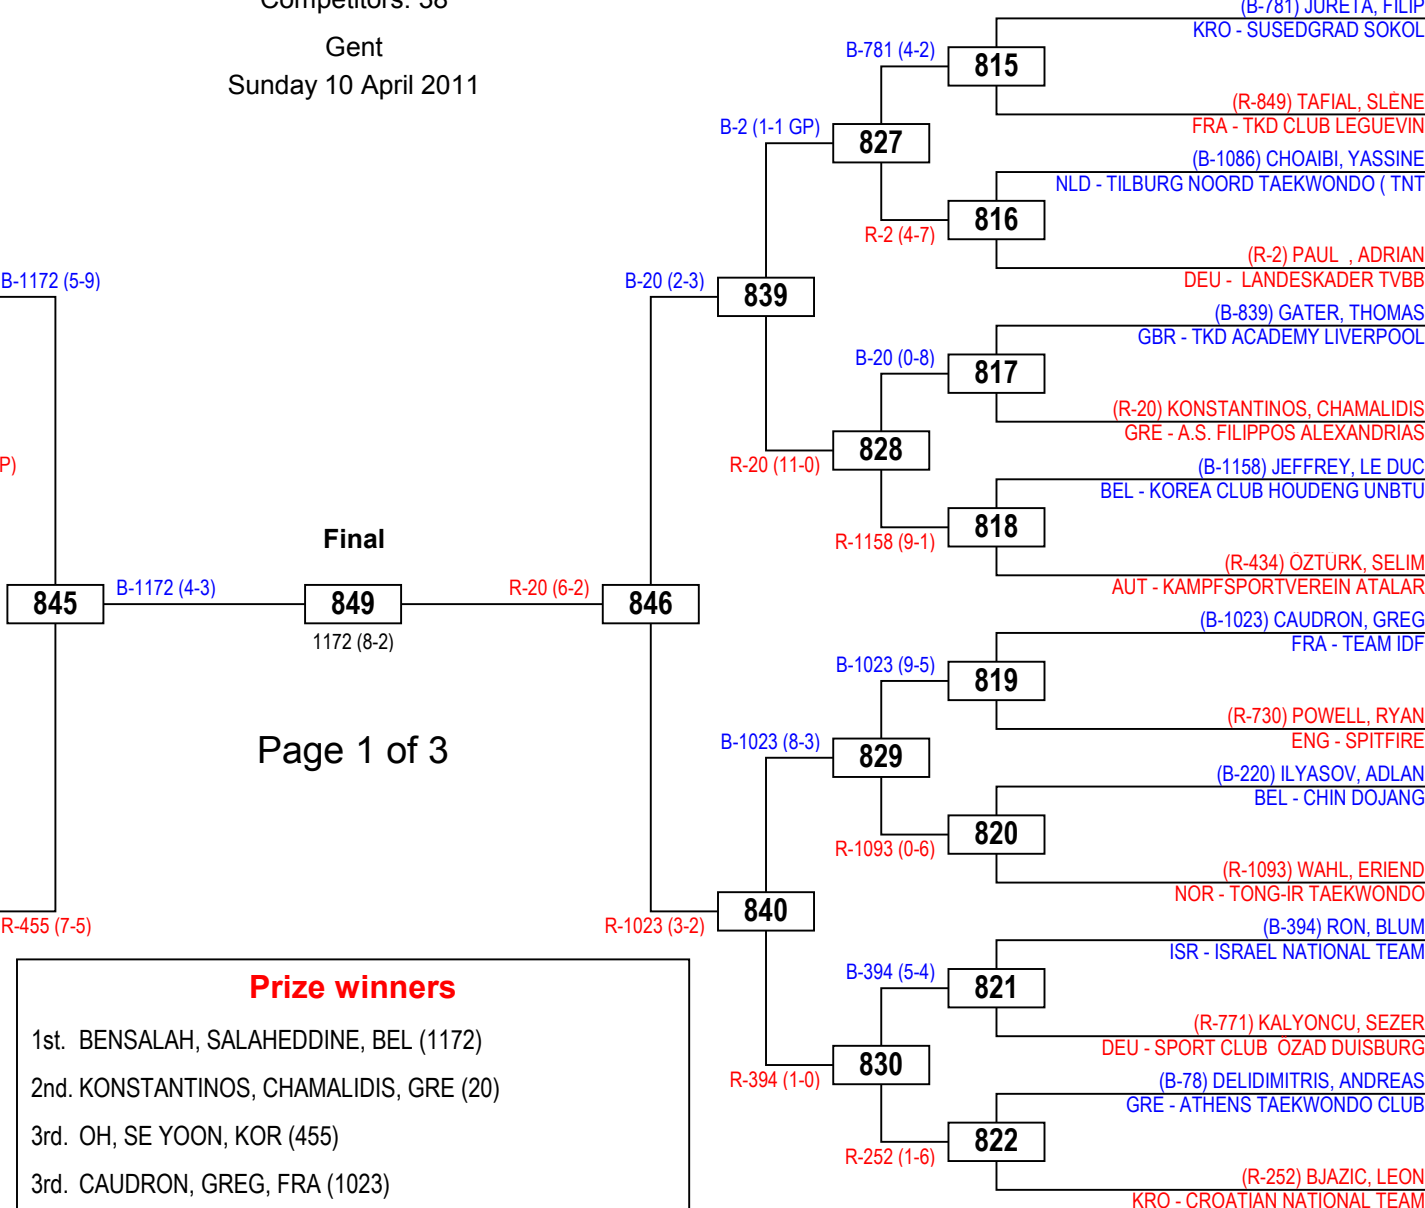 Competitors: 38
Gent
Sunday 10 April 2011
(B-781) JURETA, FILIP
KRO - SUSEDGRAD SOKOL
B-781 (4-2)
815
(R-849) TAFIAL, SLÈNE
FRA - TKD CLUB LEGUEVIN
B-2 (1-1 GP)
827
(B-1086) CHOAIBI, YASSINE
NLD - TILBURG NOORD TAEKWONDO ( TNT
816
R-2 (4-7)
(R-2) PAUL , ADRIAN
DEU - LANDESKADER TVBB
B-1172 (5-9)
B-20 (2-3)
839
(B-839) GATER, THOMAS
GBR - TKD ACADEMY LIVERPOOL
B-20 (0-8)
817
(R-20) KONSTANTINOS, CHAMALIDIS
GRE - A.S. FILIPPOS ALEXANDRIAS
P)
R-20 (11-0)
828
(B-1158) JEFFREY, LE DUC
BEL - KOREA CLUB HOUDENG UNBTU
818
R-1158 (9-1)
(R-434) ÖZTÜRK, SELIM
AUT - KAMPFSPORTVEREIN ATALAR
Final
845
B-1172 (4-3)
849
R-20 (6-2)
846
1172 (8-2)
(B-1023) CAUDRON, GREG
FRA - TEAM IDF
B-1023 (9-5)
819
(R-730) POWELL, RYAN
ENG - SPITFIRE
Page 1 of 3
B-1023 (8-3)
829
(B-220) ILYASOV, ADLAN
BEL - CHIN DOJANG
820
R-1093 (0-6)
(R-1093) WAHL, ERIEND
NOR - TONG-IR TAEKWONDO
R-455 (7-5)
R-1023 (3-2)
840
(B-394) RON, BLUM
ISR - ISRAEL NATIONAL TEAM
B-394 (5-4)
821
(R-771) KALYONCU, SEZER
DEU - SPORT CLUB ÖZAD DUISBURG
R-394 (1-0)
830
(B-78) DELIDIMITRIS, ANDREAS
GRE - ATHENS TAEKWONDO CLUB
822
R-252 (1-6)
(R-252) BJAZIC, LEON
KRO - CROATIAN NATIONAL TEAM
Prize winners
1st. BENSALAH, SALAHEDDINE, BEL (1172)
2nd. KONSTANTINOS, CHAMALIDIS, GRE (20)
3rd. OH, SE YOON, KOR (455)
3rd. CAUDRON, GREG, FRA (1023)